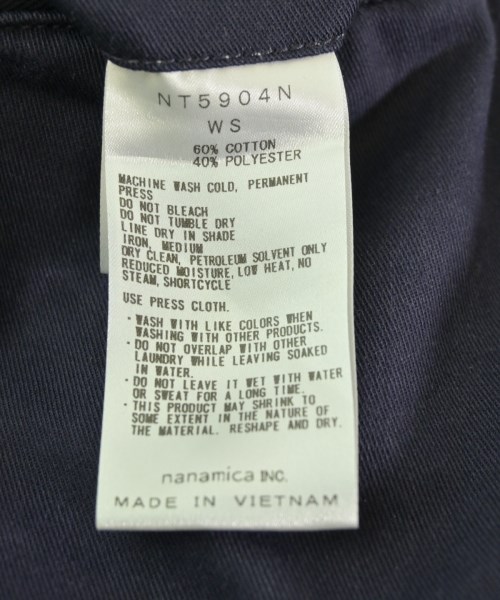 NT5904N
WS
60% COTTON
40% POLYESTER
MACHINE WASH COLD, PERMANENT
PRESS
DO NOT BLEACH
DO NOT TUMBLE DRY
LINE DRY IN SHADE
IRON, MEDIUM
DRY CLEAN, PETROLEUM SOLVENT ONLY
REDUCED MOISTURE, LOW HEAT, NO
STEAM, SHORTCYCLE
USE PRESS CLOTH.
・WASH WITH LIKE COLORS WHEN
WASHING WITH OTHER PRODUCTS.
・DO NOT OVERLAP WITH OTHER
LAUNDRY WHILE LEAVING SOAKED
IN WATER.
・DO NOT LEAVE IT WET WITH WATER
OR SWEAT FOR A LONG TIME.
・THIS PRODUCT MAY SHRINK TO
SOME EXTENT IN THE NATURE OF
THE MATERIAL. RESHAPE AND DRY.
nanamica INC.
MADE IN VIETNAM